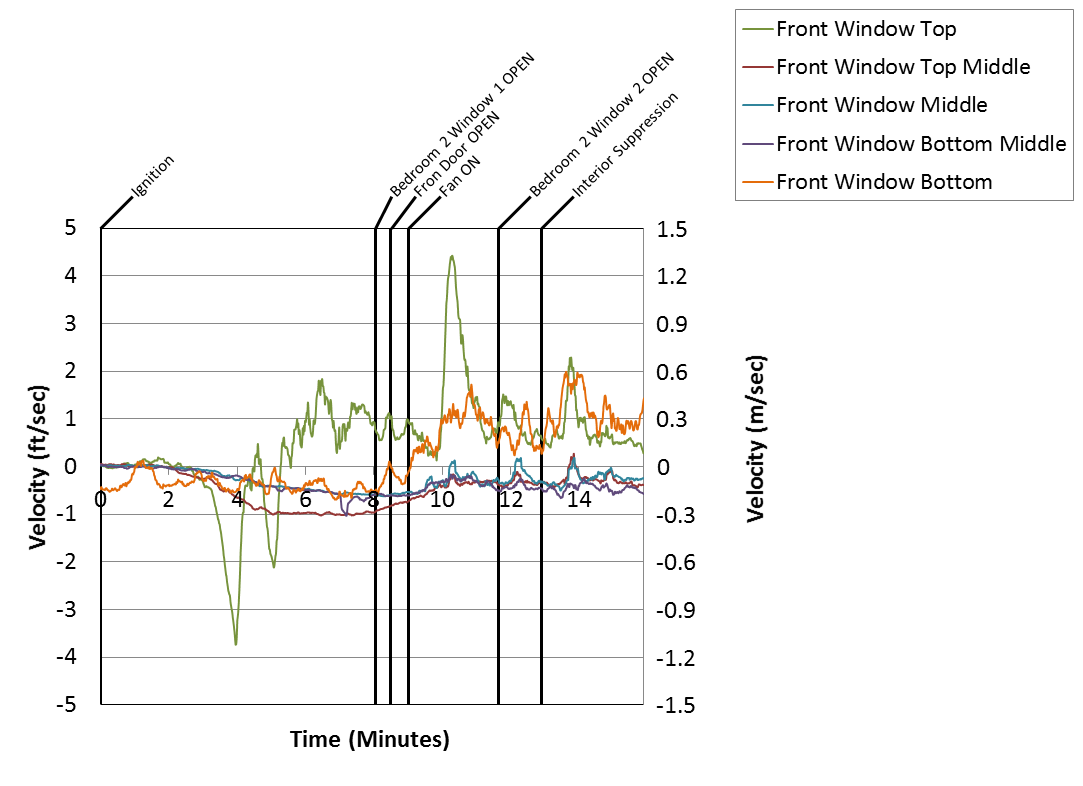 Front Window Top
Front Window Top Middle
Front Window Middle
Front Window Bottom Middle
Front Window Bottom
Ignition
Bedroom 2 Window 1 OPEN
Fron Door OPEN
Fan ON
Bedroom 2 Window 2 OPEN
Interior Suppression
5
4
3
2
1
0
-1
-2
-3
-4
-5
Velocity (ft/sec)
0 2 4 6 8 10 12 14
Time (Minutes)
1.5
1.2
0.9
0.6
0.3
0
-0.3
-0.6
-0.9
-1.2
-1.5
Velocity (m/sec)